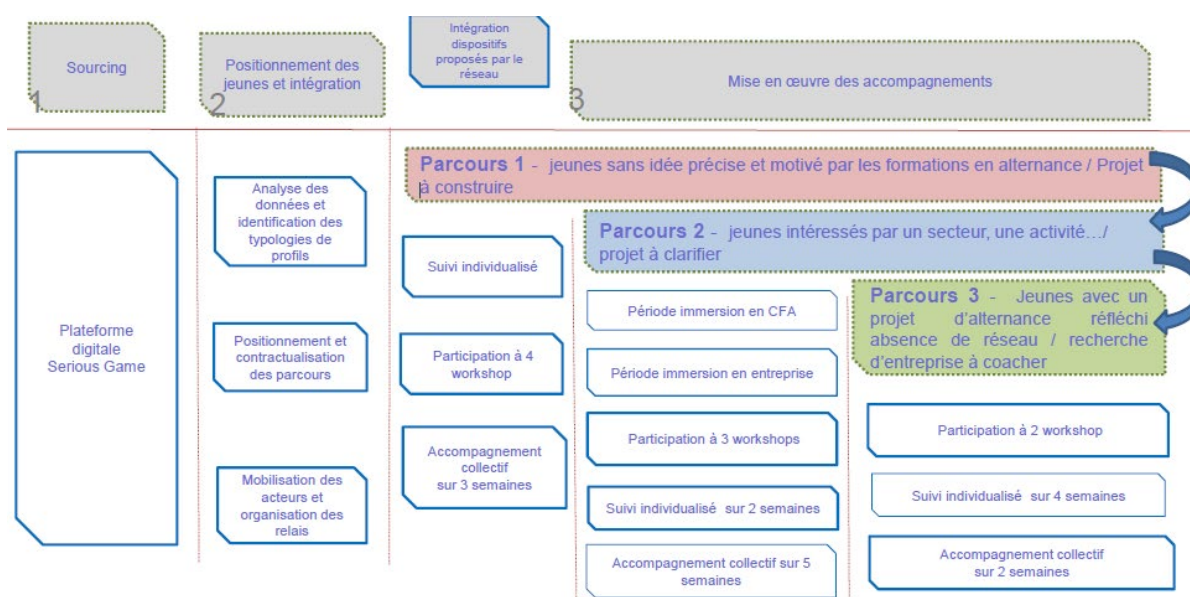 Sourcing
1
Positionnement des
jeunes et intégration
2
Intégration
dispositifs
proposés par le
réseau
Mise en œuvre des accompagnements
3
Plateforme
digitale
Serious Game
Analyse des
données et
identification des
typologies de
profils
Positionnement et
contractualisation
des parcours
Mobilisation des
acteurs et
organisation des
relais
Parcours 1 - jeunes sans idée précise et motivé par les formations en alternance / Projet
à construire
Suivi individualisé
Participation à 4
workshop
Accompagnement
collectif
sur 3 semaines
Parcours 2 - jeunes intéressés par un secteur, une activité…/
projet à clarifier
Période immersion en CFA
Période immersion en entreprise
Participation à 3 workshops
Suivi individualisé sur 2 semaines
Accompagnement collectif sur 5
semaines
Parcours 3 - Jeunes avec un
projet d’alternance réfléchi
absence de réseau / recherche
d’entreprise à coacher
Participation à 2 workshop
Suivi individualisé sur 4 semaines
Accompagnement collectif
sur 2 semaines